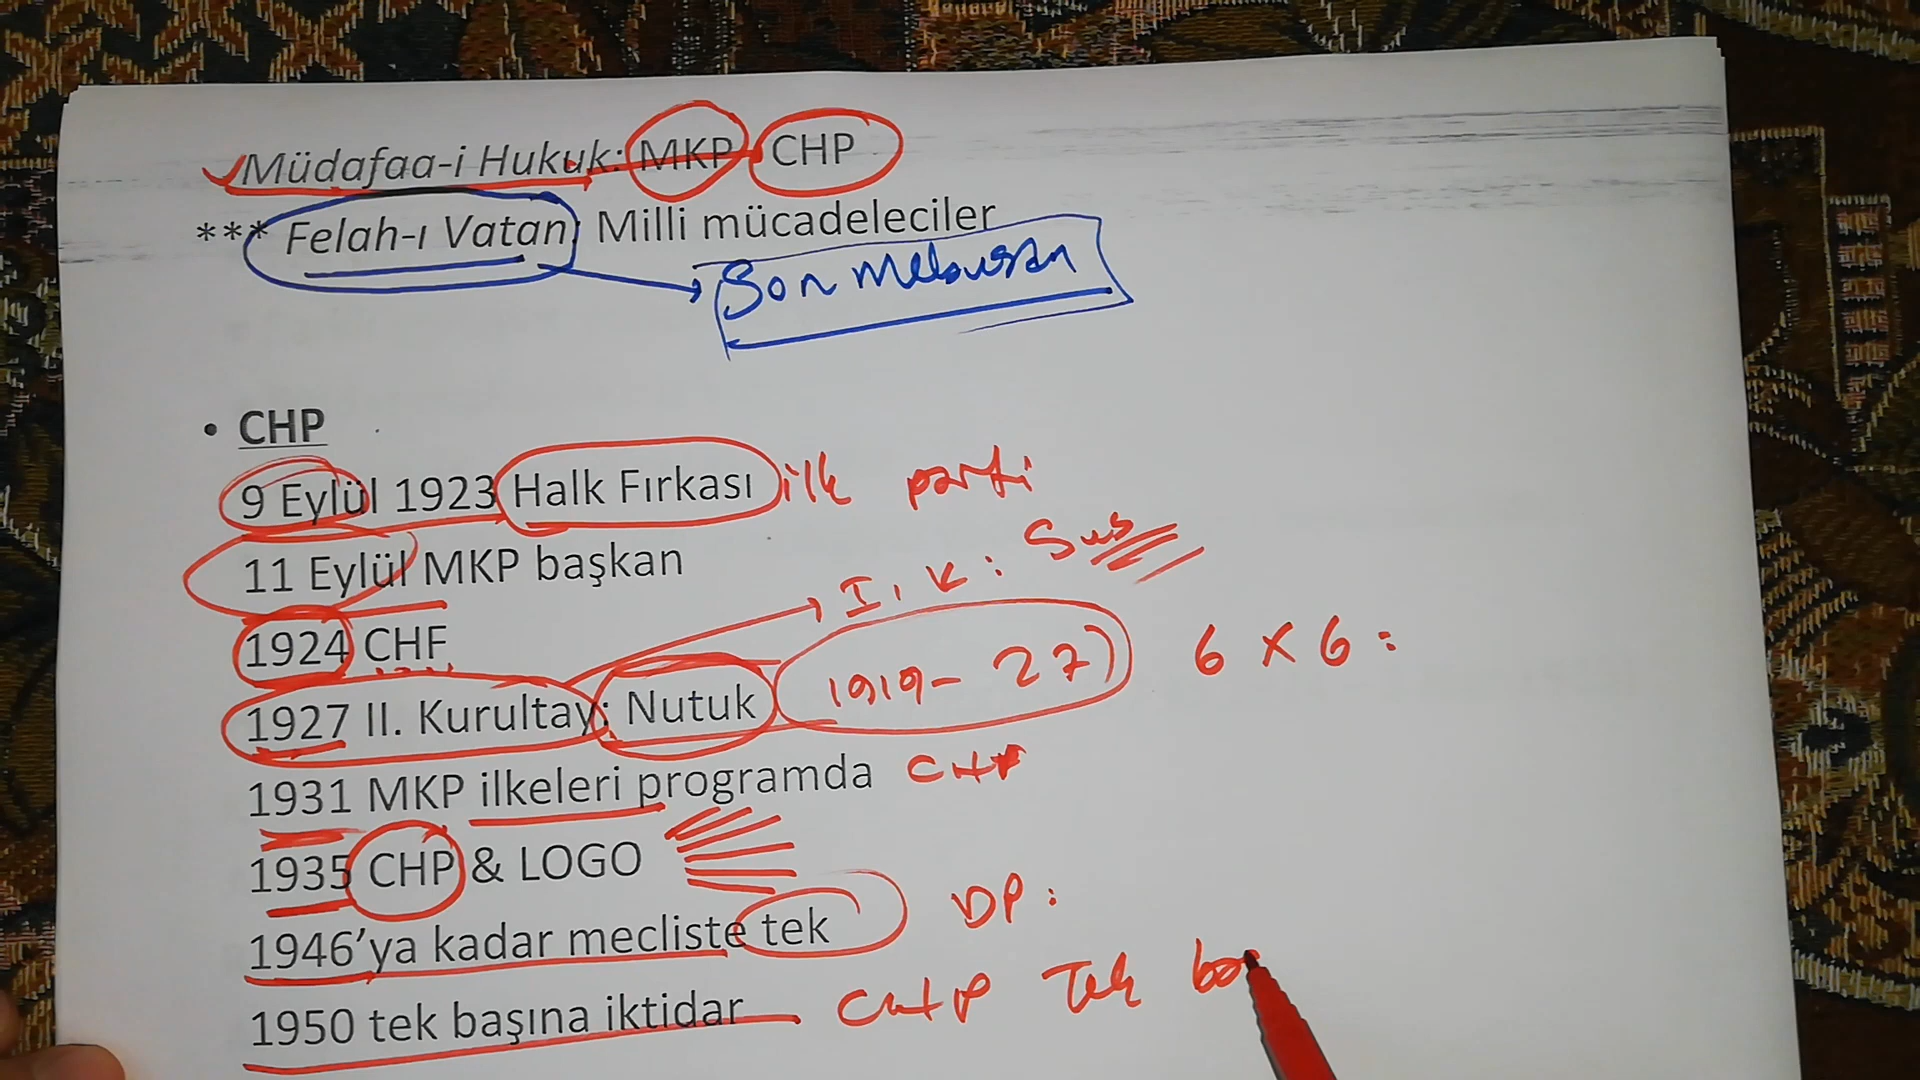 Müdafaa-i Hukuk: MKP CHP
*** Felah-ı Vatan: Milli mücadeleciler
Son Mebusan
• CHP
9 Eylül 1923 Halk Fırkası ilk parti
11 Eylül MKP başkan
I. K: Sivas
1924 CHF
1927 II. Kurultay: Nutuk 1919-27) 6 x 6:
1931 MKP ilkeleri programda CHP
1935 CHP & LOGO
1946'ya kadar mecliste tek DP:
1950 tek başına iktidar CHP Tek ba